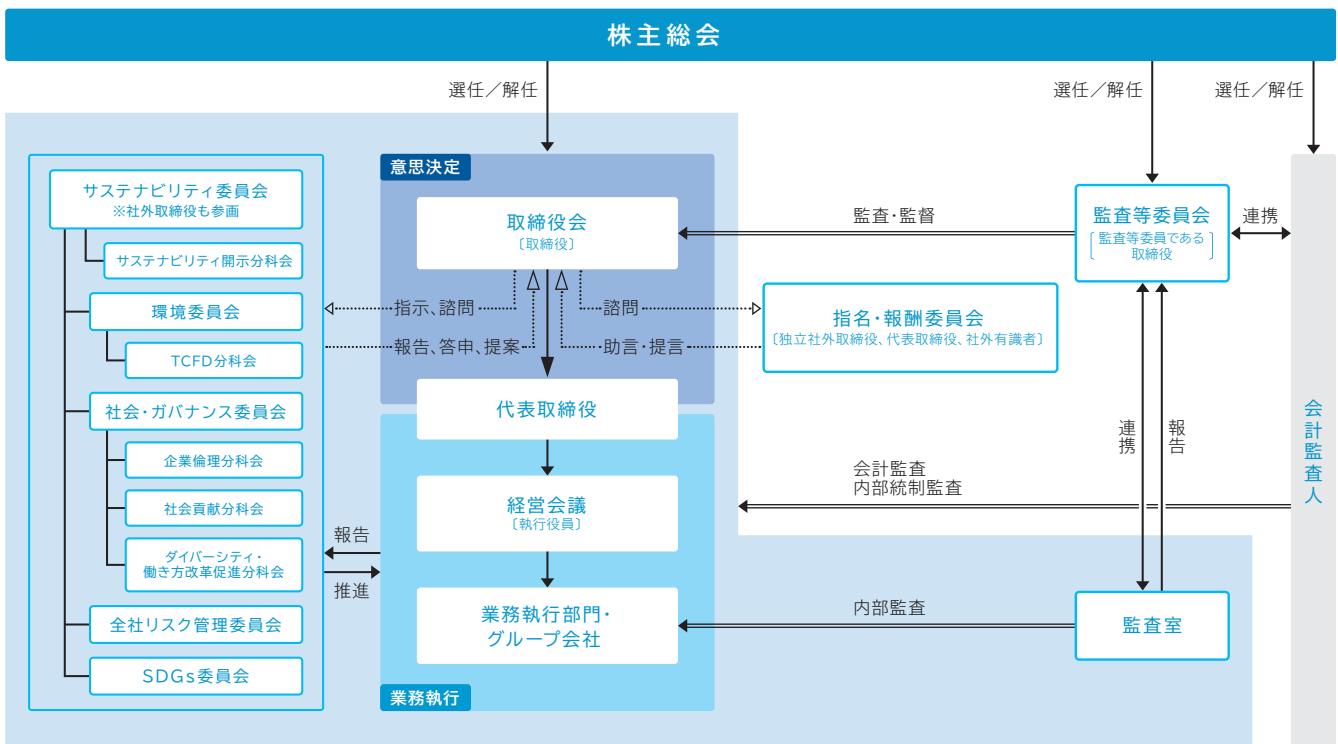 株主総会
選任／解任
選任／解任
選任／解任
意思決定
サステナビリティ委員会
※社外取締役も参画
サステナビリティ開示分科会
環境委員会
TCFD分科会
社会・ガバナンス委員会
企業倫理分科会
社会貢献分科会
ダイバーシティ・
働き方改革促進分科会
全社リスク管理委員会
SDGs委員会
取締役会
〔取締役〕
指示、諮問
報告、答申、提案
諮問
助言・提言
代表取締役
経営会議
〔執行役員〕
業務執行部門・
グループ会社
業務執行
報告
推進
監査・監督
監査等委員会
〔監査等委員である
取締役〕
連携
指名・報酬委員会
〔独立社外取締役、代表取締役、社外有識者〕
連携
報告
会計監査
内部統制監査
内部監査
監査室
会計監査人